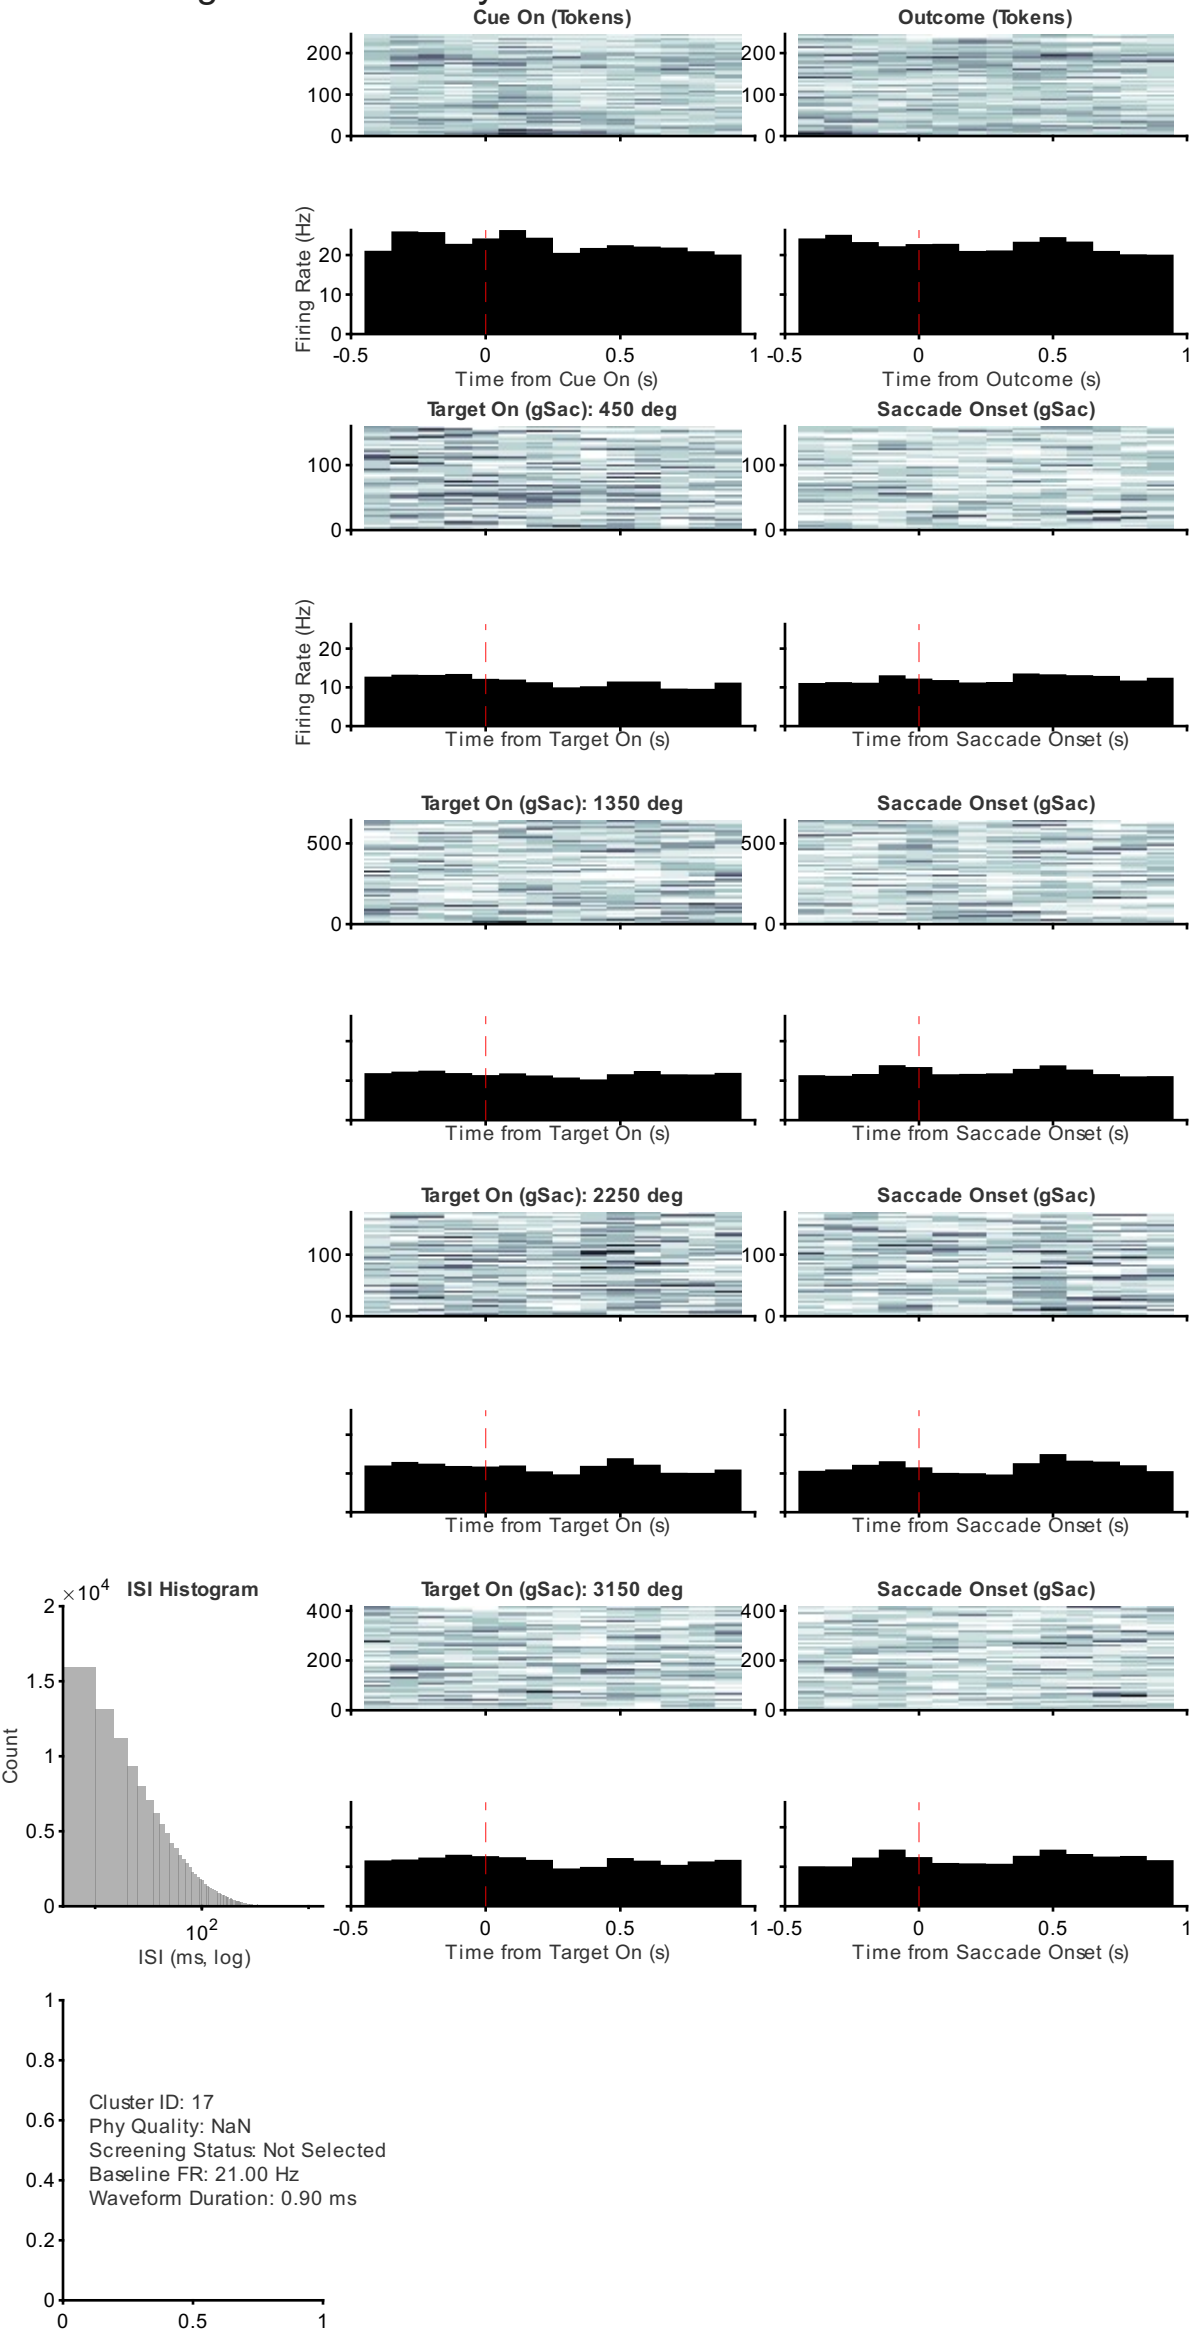 Cue On (Tokens)
Outcome (Tokens)
200
100
0
200
100
0
Firing Rate (Hz)
20
10
0
-0.5
0
0.5
1
-0.5
0
0.5
1
Time from Cue On (s)
Time from Outcome (s)
Target On (gSac): 450 deg
Saccade Onset (gSac)
100
0
100
0
Firing Rate (Hz)
20
10
0
Time from Target On (s)
Time from Saccade Onset (s)
Target On (gSac): 1350 deg
Saccade Onset (gSac)
500
0
500
0
Time from Target On (s)
Time from Saccade Onset (s)
Target On (gSac): 2250 deg
Saccade Onset (gSac)
100
0
100
0
Time from Target On (s)
Time from Saccade Onset (s)
×10⁴
ISI Histogram
Target On (gSac): 3150 deg
Saccade Onset (gSac)
2
1.5
1
0.5
0
Count
10²
ISI (ms, log)
400
200
0
400
200
0
-0.5
0
0.5
1
-0.5
0
0.5
1
Time from Target On (s)
Time from Saccade Onset (s)
1
0.8
0.6
0.4
0.2
0
Cluster ID: 17
Phy Quality: NaN
Screening Status: Not Selected
Baseline FR: 21.00 Hz
Waveform Duration: 0.90 ms
0
0.5
1